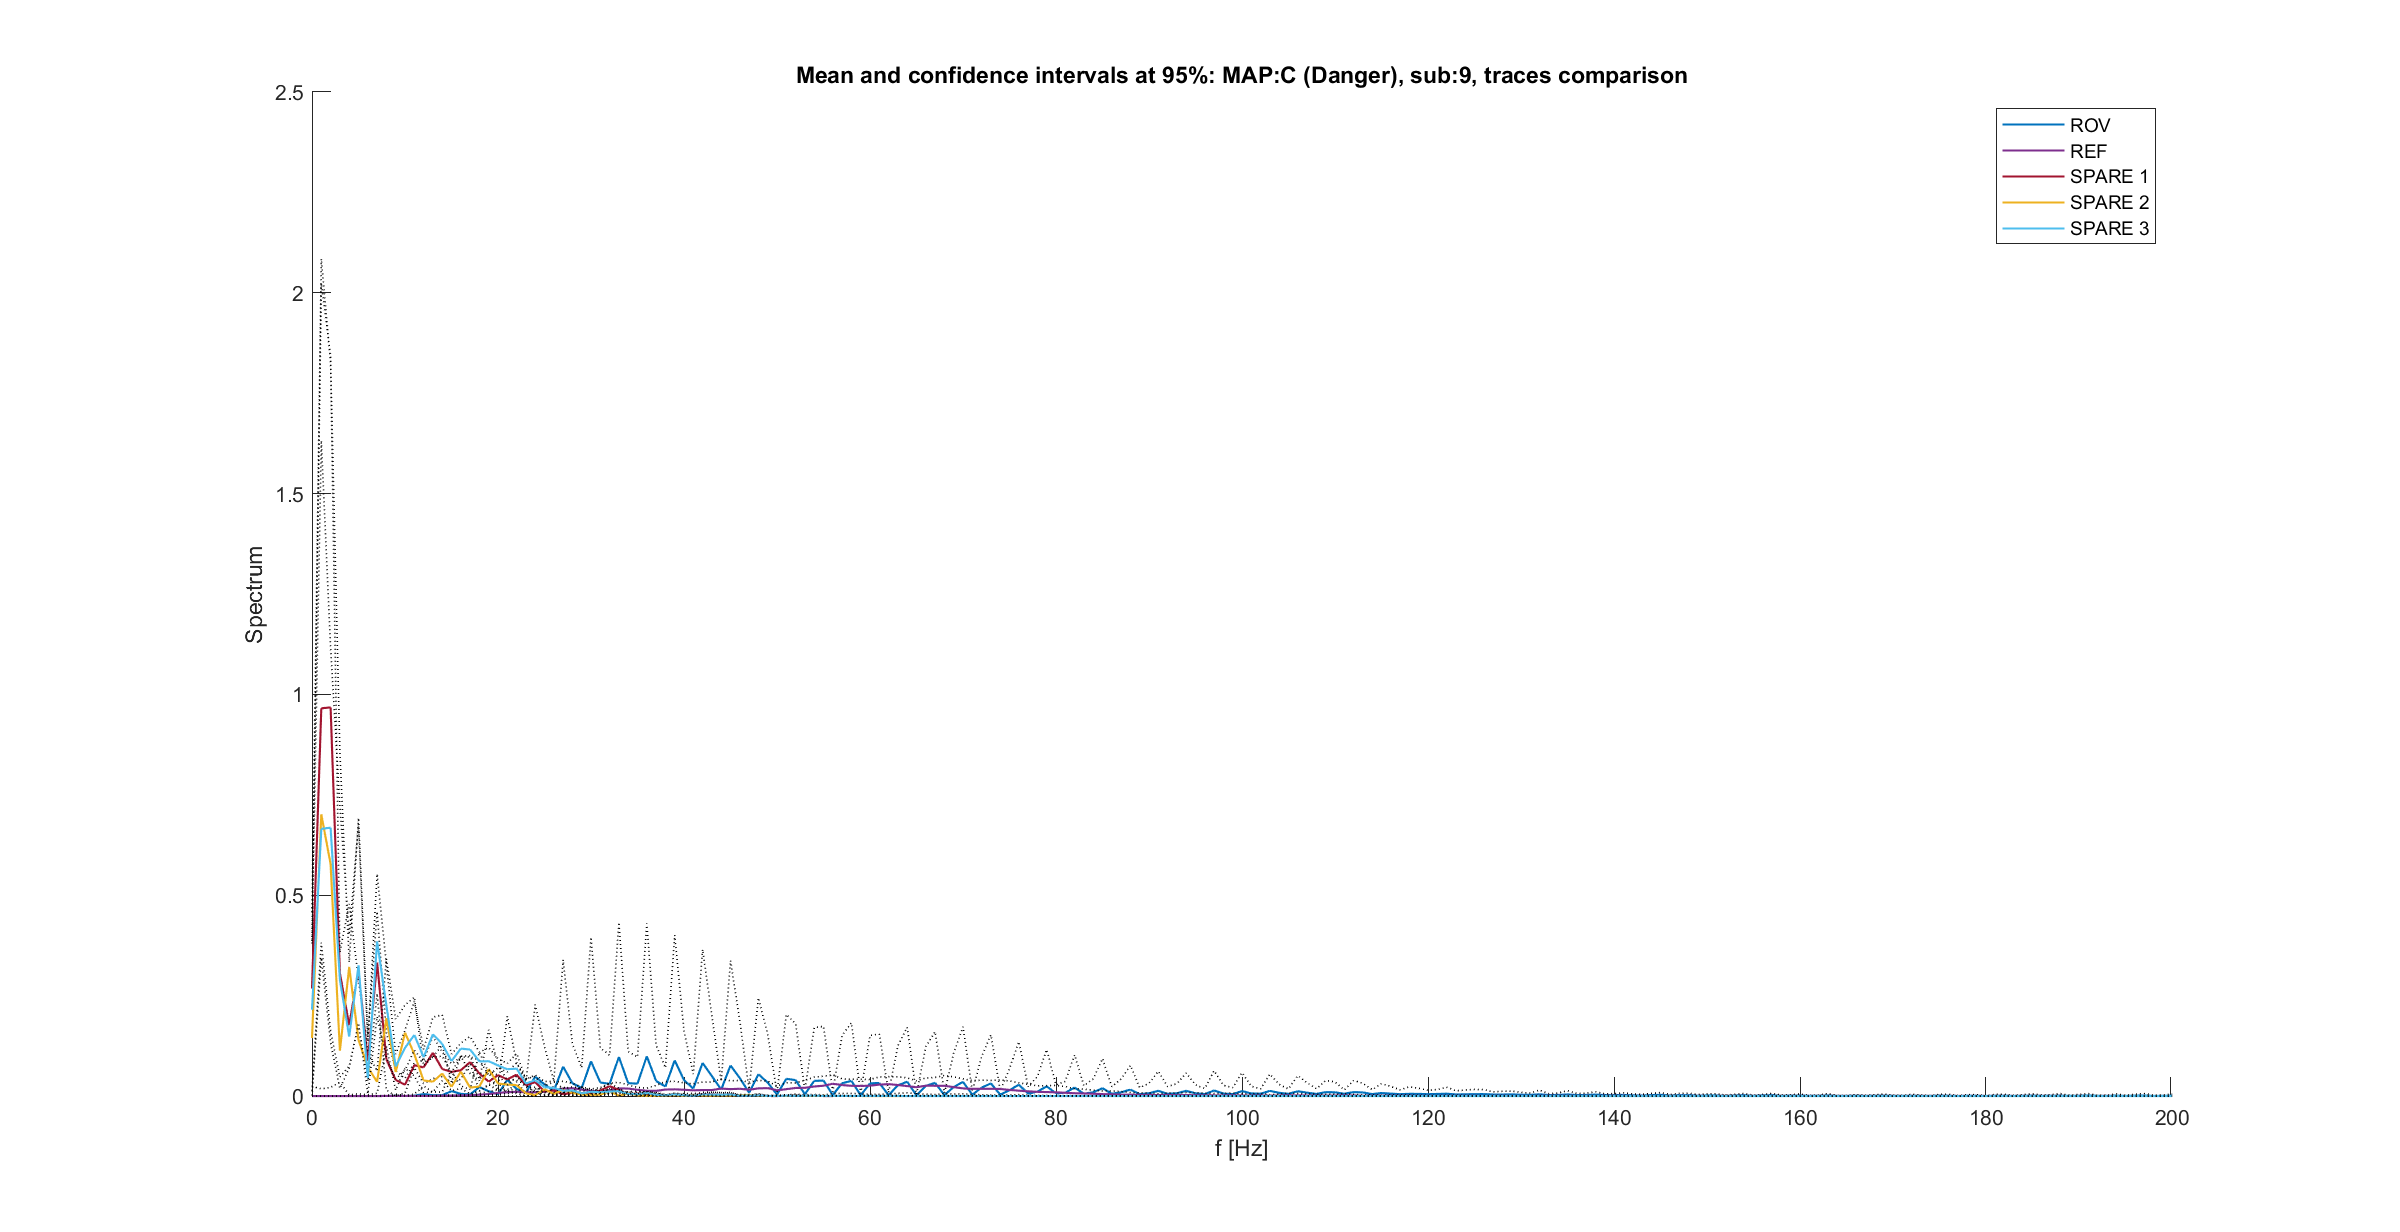 Mean and confidence intervals at 95%: MAP:C (Danger), sub:9, traces comparison
2.5
2
1.5
1
0.5
0
Spectrum
ROV
REF
SPARE 1
SPARE 2
SPARE 3
0 20 40 60 80 100 120 140 160 180 200
f [Hz]